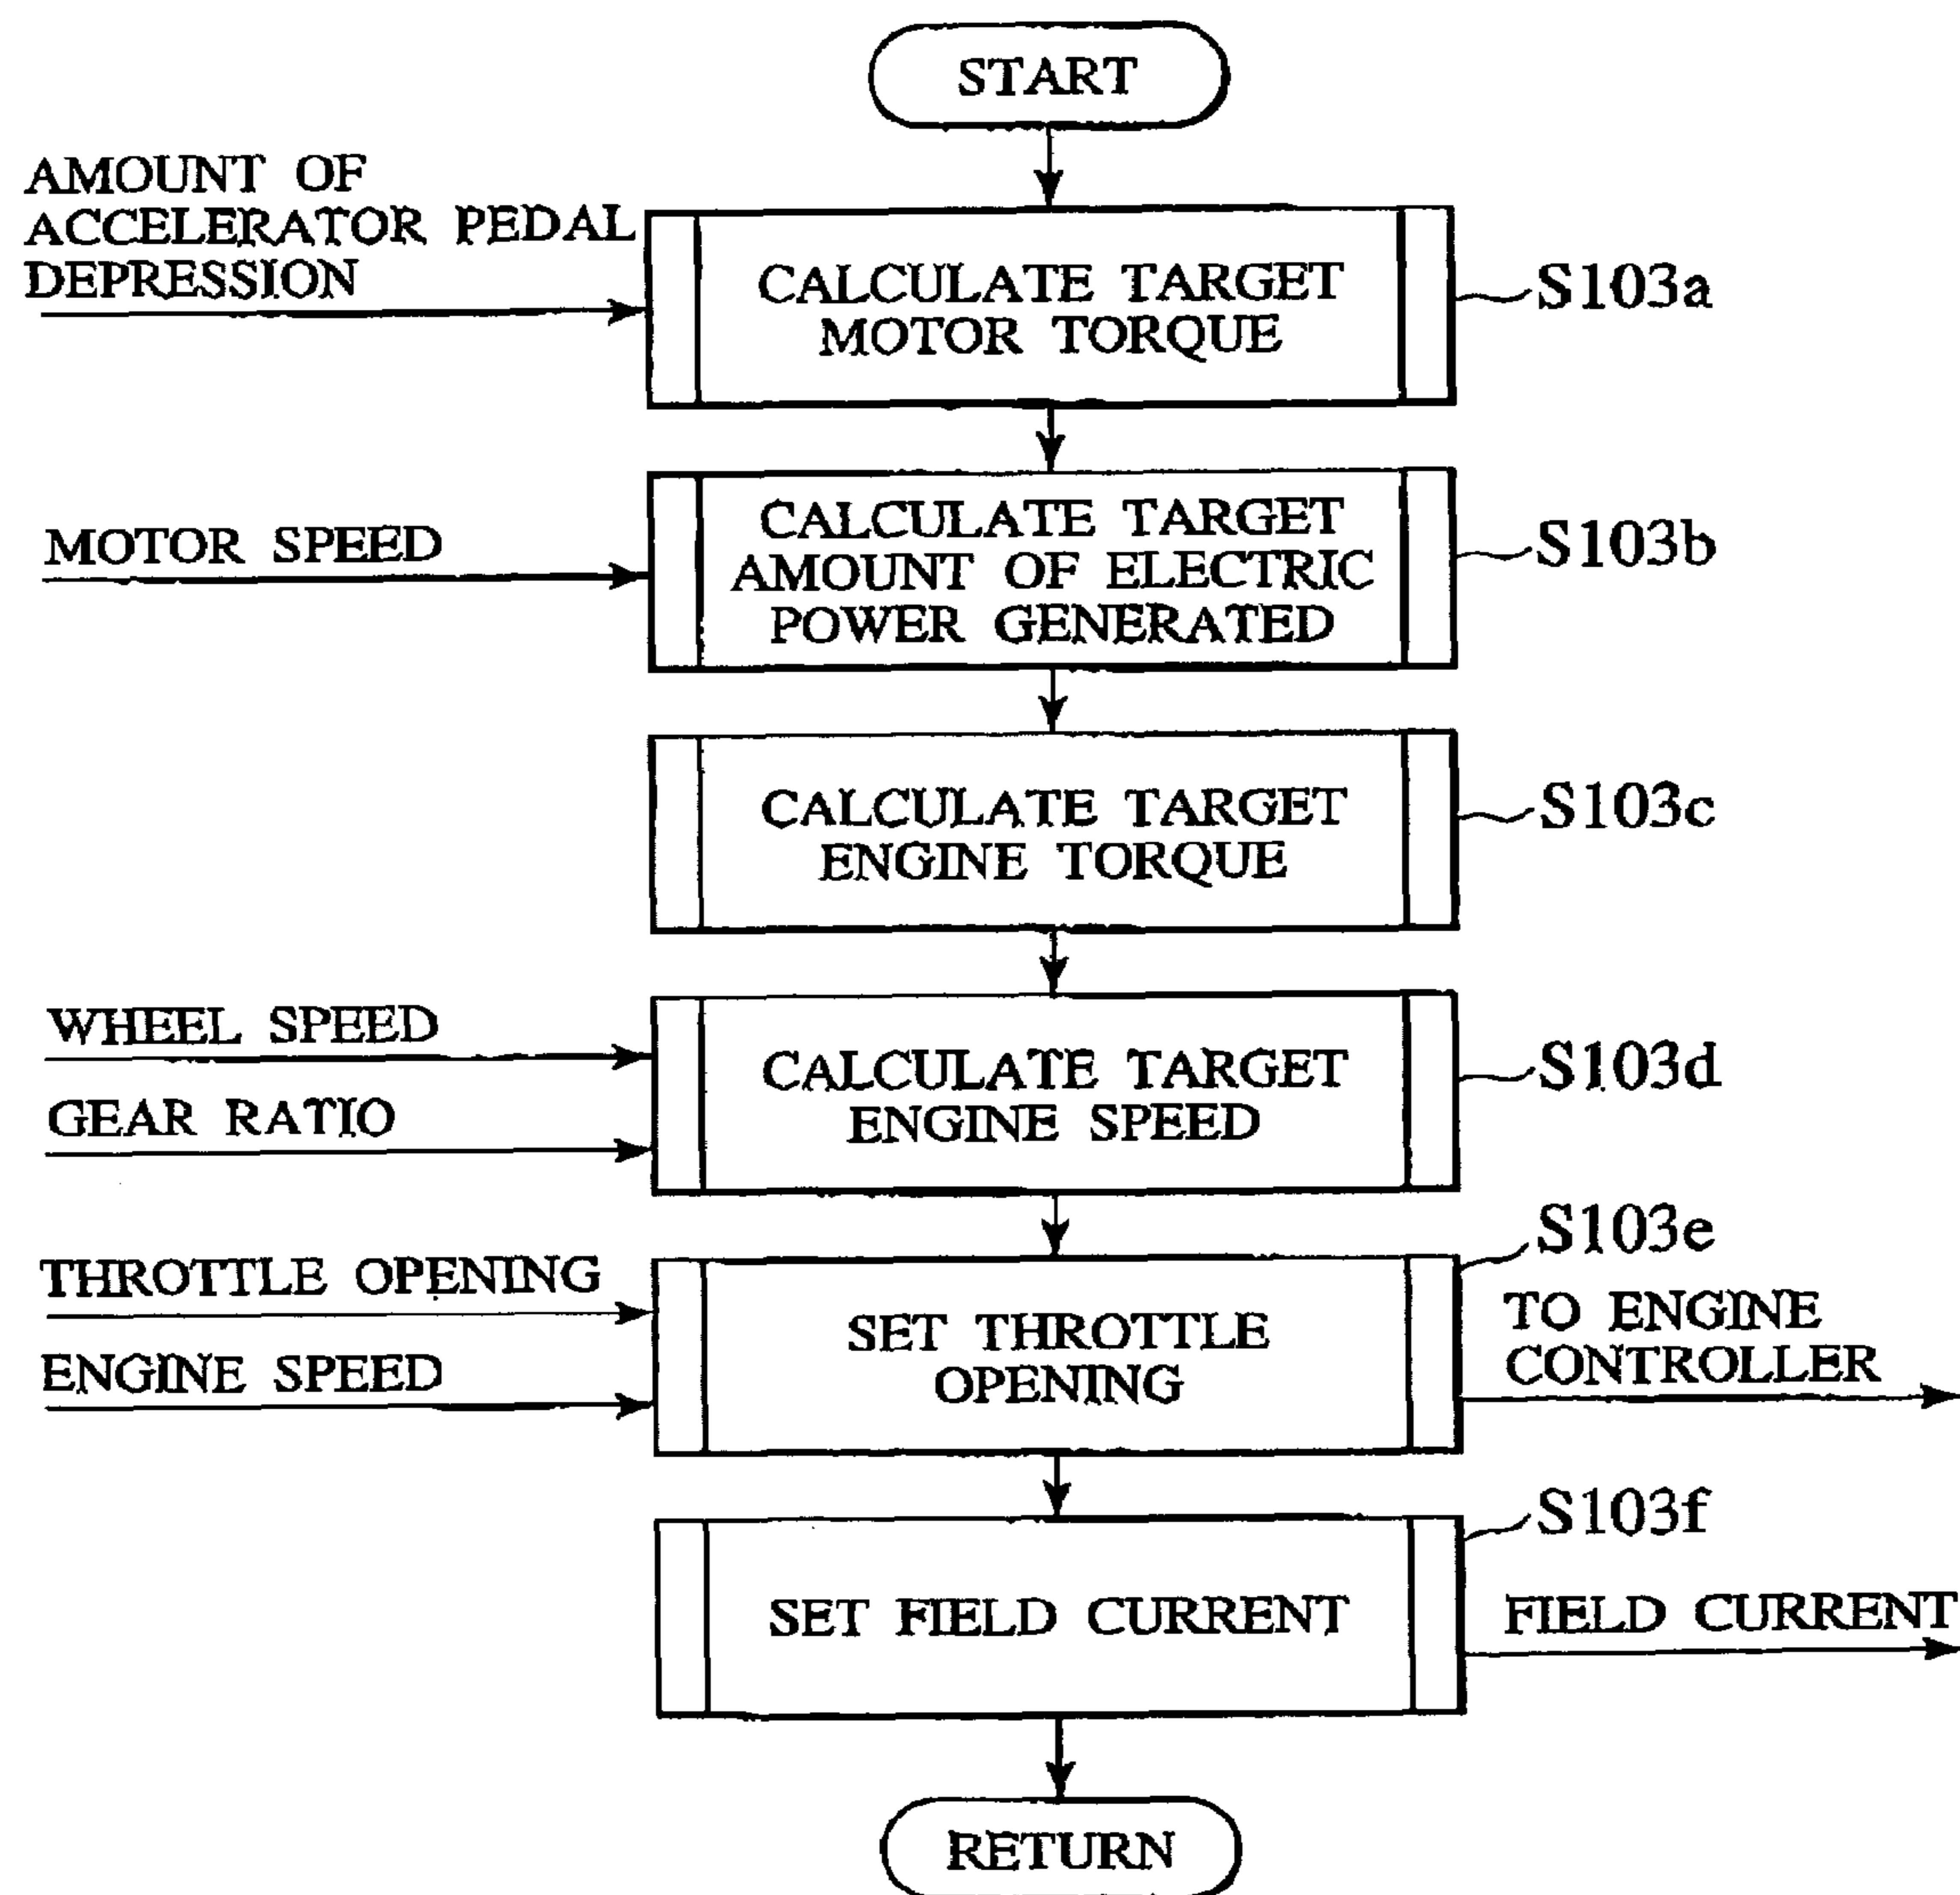 START
AMOUNT OF
ACCELERATOR PEDAL
DEPRESSION
CALCULATE TARGET
MOTOR TORQUE
S103a
MOTOR SPEED
CALCULATE TARGET
AMOUNT OF ELECTRIC
POWER GENERATED
S103b
CALCULATE TARGET
ENGINE TORQUE
S103c
WHEEL SPEED
GEAR RATIO
CALCULATE TARGET
ENGINE SPEED
S103d
THROTTLE OPENING
ENGINE SPEED
SET THROTTLE
OPENING
S103e
TO ENGINE
CONTROLLER
SET FIELD CURRENT
S103f
FIELD CURRENT
RETURN